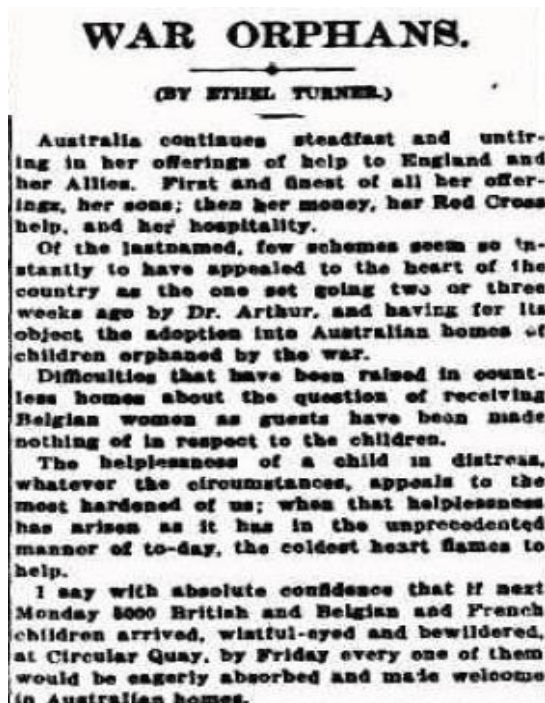 WAR ORPHANS.
(BY ETHEL TURNER.)
Australia continues steadfast and untir-
ing in her offerings of help to England and
her Allies. First and finest of all her offer-
ings, her sons; then her money, her Red Cross
help, and her hospitality.
Of the lastnamed, few schemes seem so in-
stantly to have appealed to the heart of the
country as the one set going two or three
weeks ago by Dr. Arthur, and having for its
object the adoption into Australian homes of
children orphaned by the war.
Difficulties that have been raised in count-
less homes about the question of receiving
Belgian women as guests have been made
nothing of in respect to the children.
The helplessness of a child in distress,
whatever the circumstances, appeals to the
most hardened of us; when that helplessness
has arisen as it has in the unprecedented
manner of to-day, the coldest heart flames to
help.
I say with absolute confidence that if next
Monday 5000 British and Belgian and French
children arrived, wistful-eyed and bewildered,
at Circular Quay, by Friday every one of them
would be eagerly absorbed and made welcome
in Australian homes.